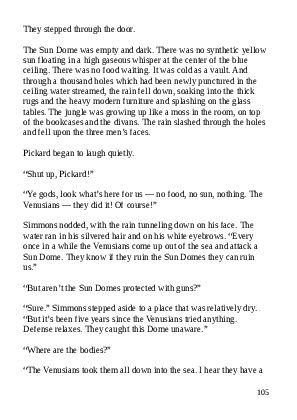 They stepped through the door.
The Sun Dome was empty and dark. There was no synthetic yellow
sun floating in a high gaseous whisper at the center of the blue
ceiling. There was no food waiting. It was cold as a vault. And
through a thousand holes which had been newly punctured in the
ceiling water streamed, the rain fell down, soaking into the thick
rugs and the heavy modern furniture and splashing on the glass
tables. The jungle was growing up like a moss in the room, on top
of the bookcases and the divans. The rain slashed through the holes
and fell upon the three men’s faces.
Pickard began to laugh quietly.
“Shut up, Pickard!”
“Ye gods, look what’s here for us — no food, no sun, nothing. The
Venusians — they did it! Of course!”
Simmons nodded, with the rain tunneling down on his face. The
water ran in his silvered hair and on his white eyebrows. “Every
once in a while the Venusians come up out of the sea and attack a
Sun Dome. They know if they ruin the Sun Domes they can ruin
us.”
“But aren’t the Sun Domes protected with guns?”
“Sure.” Simmons stepped aside to a place that was relatively dry.
“But it’s been five years since the Venusians tried anything.
Defense relaxes. They caught this Dome unaware.”
“Where are the bodies?”
“The Venusians took them all down into the sea. I hear they have a
105